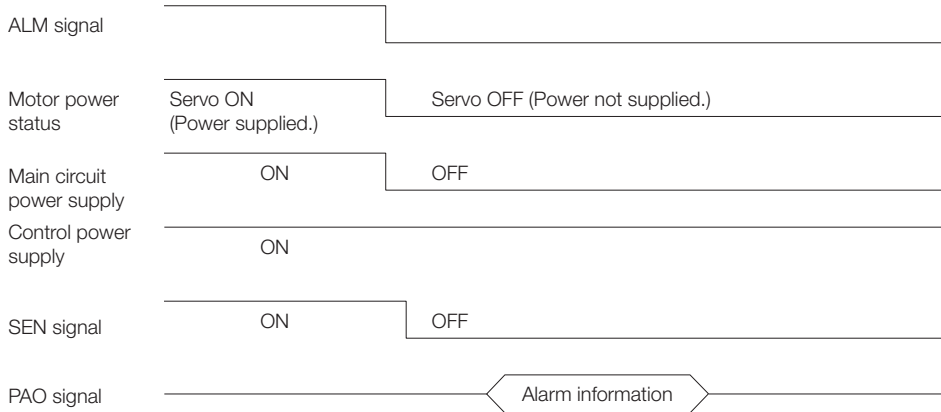 ALM signal
Motor power
status
Servo ON
(Power supplied.)
Servo OFF (Power not supplied.)
Main circuit
power supply
ON
OFF
Control power
supply
ON
SEN signal
ON
OFF
PAO signal
Alarm information